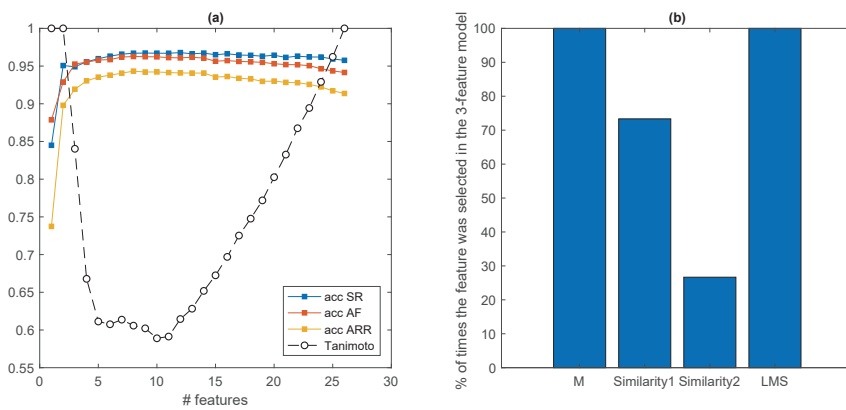 (a)
1
0.95
0.9
0.85
0.8
0.75
0.7
0.65
0.6
0.55
0 5 10 15 20 25 30
# features
acc SR
acc AF
acc ARR
Tanimoto
(b)
% of times the feature was selected in the 3-feature model
100
90
80
70
60
50
40
30
20
10
0
M Similarity1 Similarity2 LMS